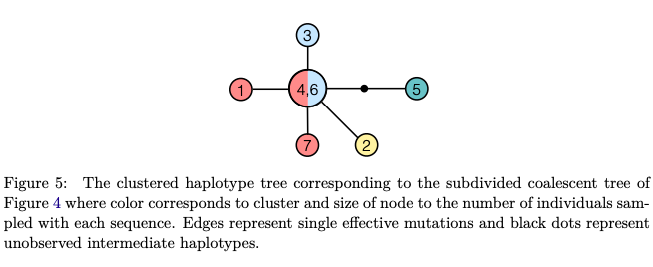 3
1
4,6
5
7
2
Figure 5: The clustered haplotype tree corresponding to the subdivided coalescent tree of
Figure 4 where color corresponds to cluster and size of node to the number of individuals sam-
pled with each sequence. Edges represent single effective mutations and black dots represent
unobserved intermediate haplotypes.